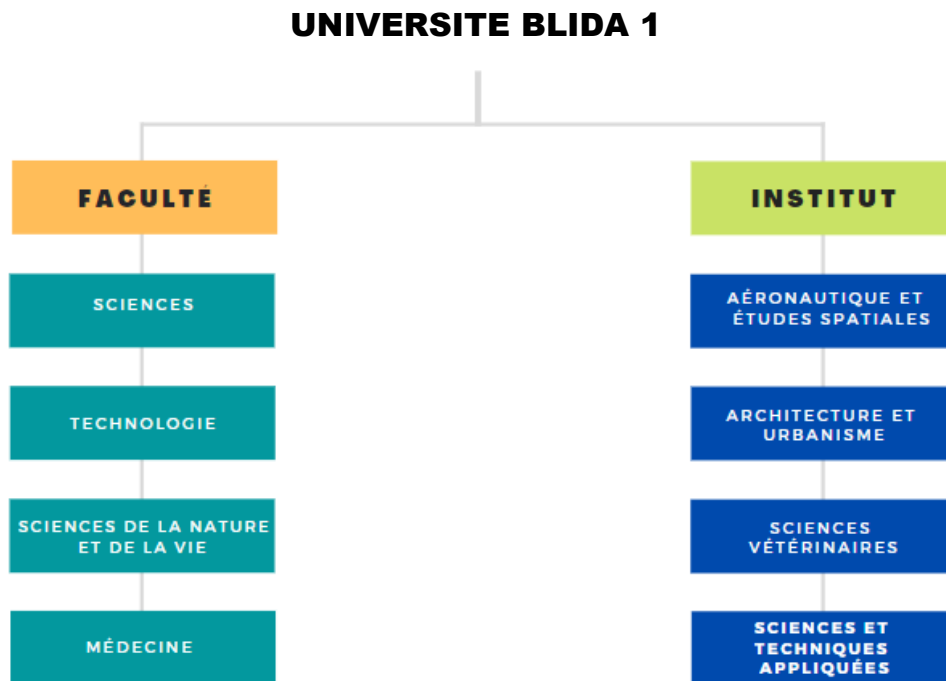 UNIVERSITE BLIDA 1
FACULTÉ
SCIENCES
TECHNOLOGIE
SCIENCES DE LA NATURE
ET DE LA VIE
MÉDECINE
INSTITUT
AÉRONAUTIQUE ET
ÉTUDES SPATIALES
ARCHITECTURE ET
URBANISME
SCIENCES
VÉTÉRINAIRES
SCIENCES ET
TECHNIQUES
APPLIQUÉES